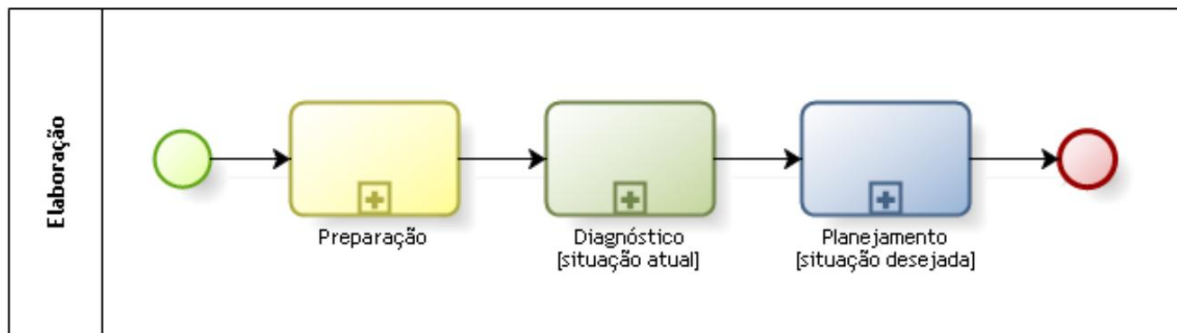 Elaboração
Preparação
Diagnóstico
[situação atual]
Planejamento
[situação desejada]